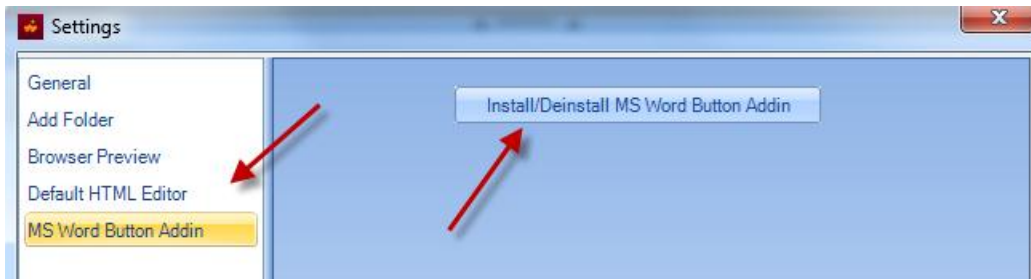 Settings
General
Add Folder
Browser Preview
Default HTML Editor
MS Word Button Addin
Install/Deinstall MS Word Button Addin